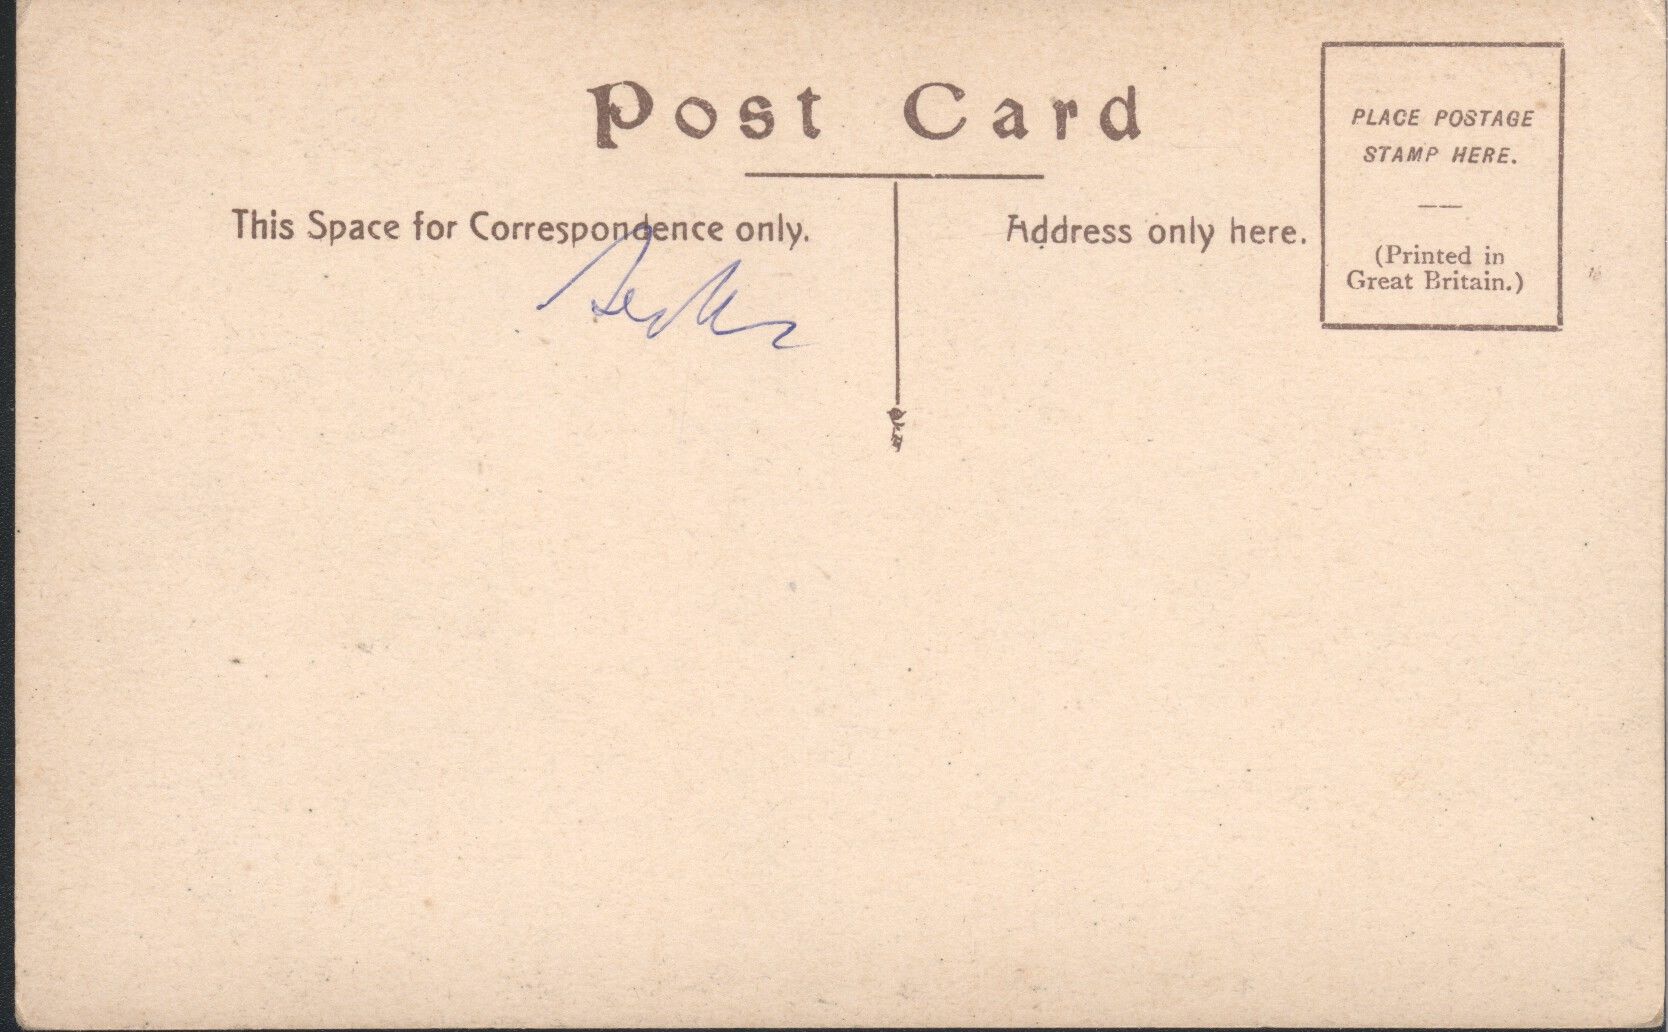 Post Card
This Space for Correspondence only.
Address only here.
PLACE POSTAGE
STAMP HERE.
(Printed in
Great Britain.)